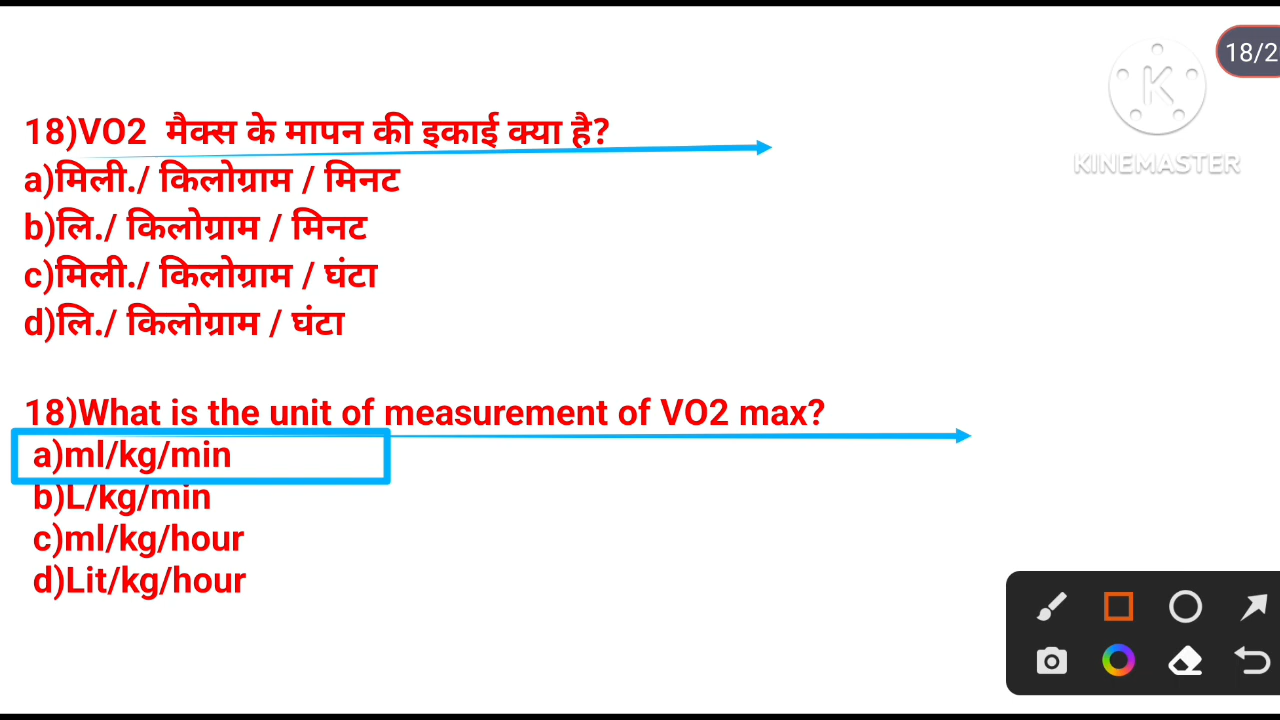 18/2
KINEMASTER
18)VO2 मैक्स के मापन की इकाई क्या है?
a)मिली./ किलोग्राम / मिनट
b)लि./ किलोग्राम / मिनट
c)मिली./ किलोग्राम / घंटा
d)लि./ किलोग्राम / घंटा
18)What is the unit of measurement of VO2 max?
a)ml/kg/min
b)L/kg/min
c)ml/kg/hour
d)Lit/kg/hour